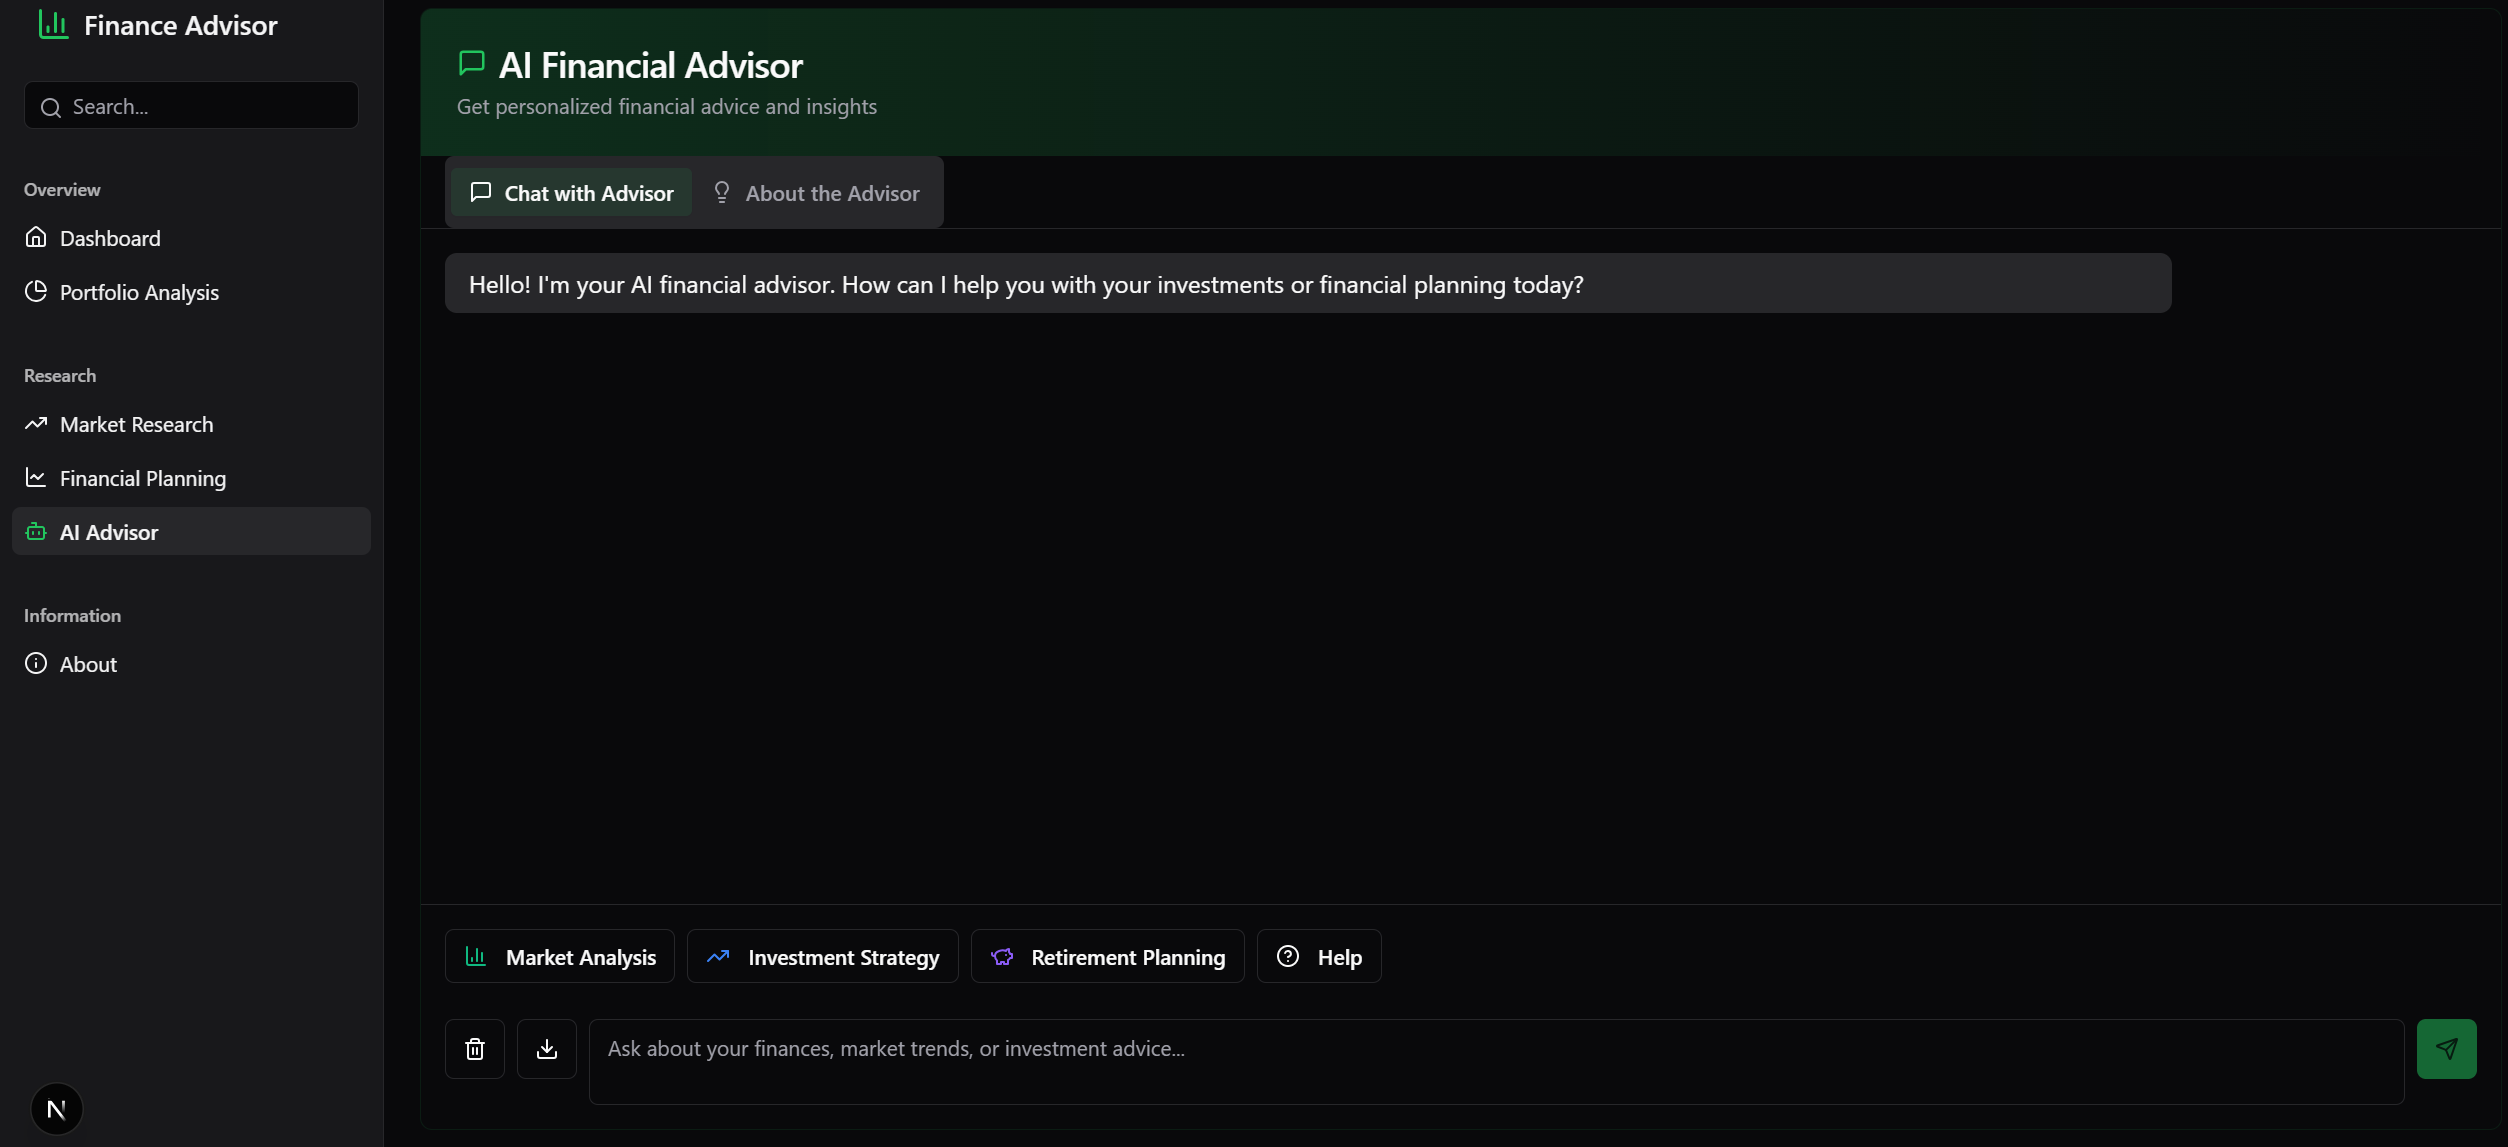 Finance Advisor
Search...
Overview
Dashboard
Portfolio Analysis
Research
Market Research
Financial Planning
AI Advisor
Information
About
N
AI Financial Advisor
Get personalized financial advice and insights
Chat with Advisor
About the Advisor
Hello! I'm your AI financial advisor. How can I help you with your investments or financial planning today?
Market Analysis
Investment Strategy
Retirement Planning
Help
Ask about your finances, market trends, or investment advice...